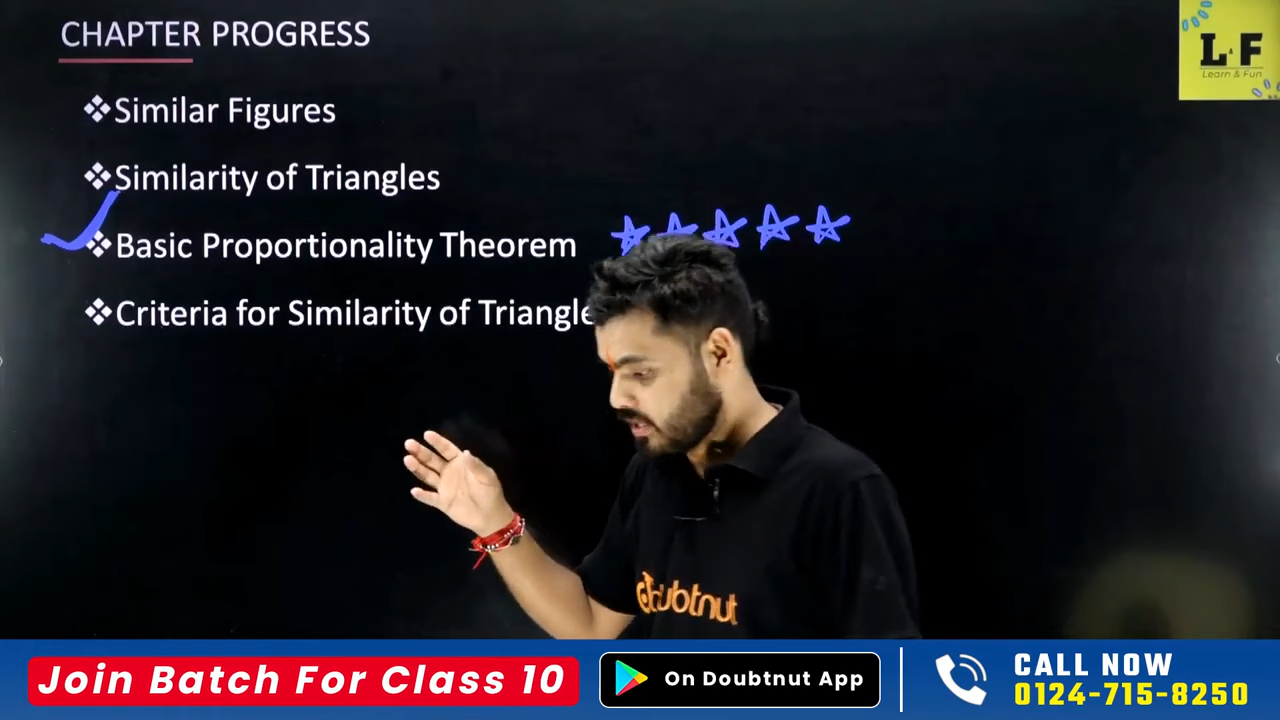 CHAPTER PROGRESS
L & F
Learn & Fun
❖Similar Figures
❖Similarity of Triangles
❖Basic Proportionality Theorem
❖Criteria for Similarity of Triangle
doubtnut
Join Batch For Class 10
On Doubtnut App
CALL NOW
0124-715-8250